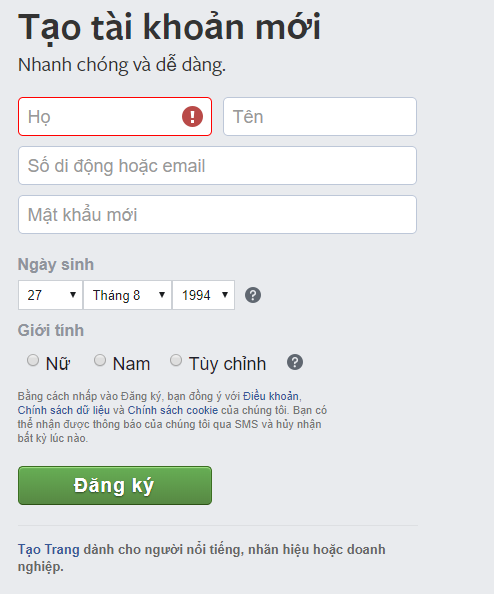 Tạo tài khoản mới
Nhanh chóng và dễ dàng.
Họ
Tên
Số di động hoặc email
Mật khẩu mới
Ngày sinh
27 Tháng 8 1994
Giới tính
Nữ Nam Tùy chỉnh
Bằng cách nhấp vào Đăng ký, bạn đồng ý với Điều khoản,
Chính sách dữ liệu và Chính sách cookie của chúng tôi. Bạn có
thể nhận được thông báo của chúng tôi qua SMS và hủy nhận
bất kỳ lúc nào.
Đăng ký
Tạo Trang dành cho người nổi tiếng, nhãn hiệu hoặc doanh
nghiệp.